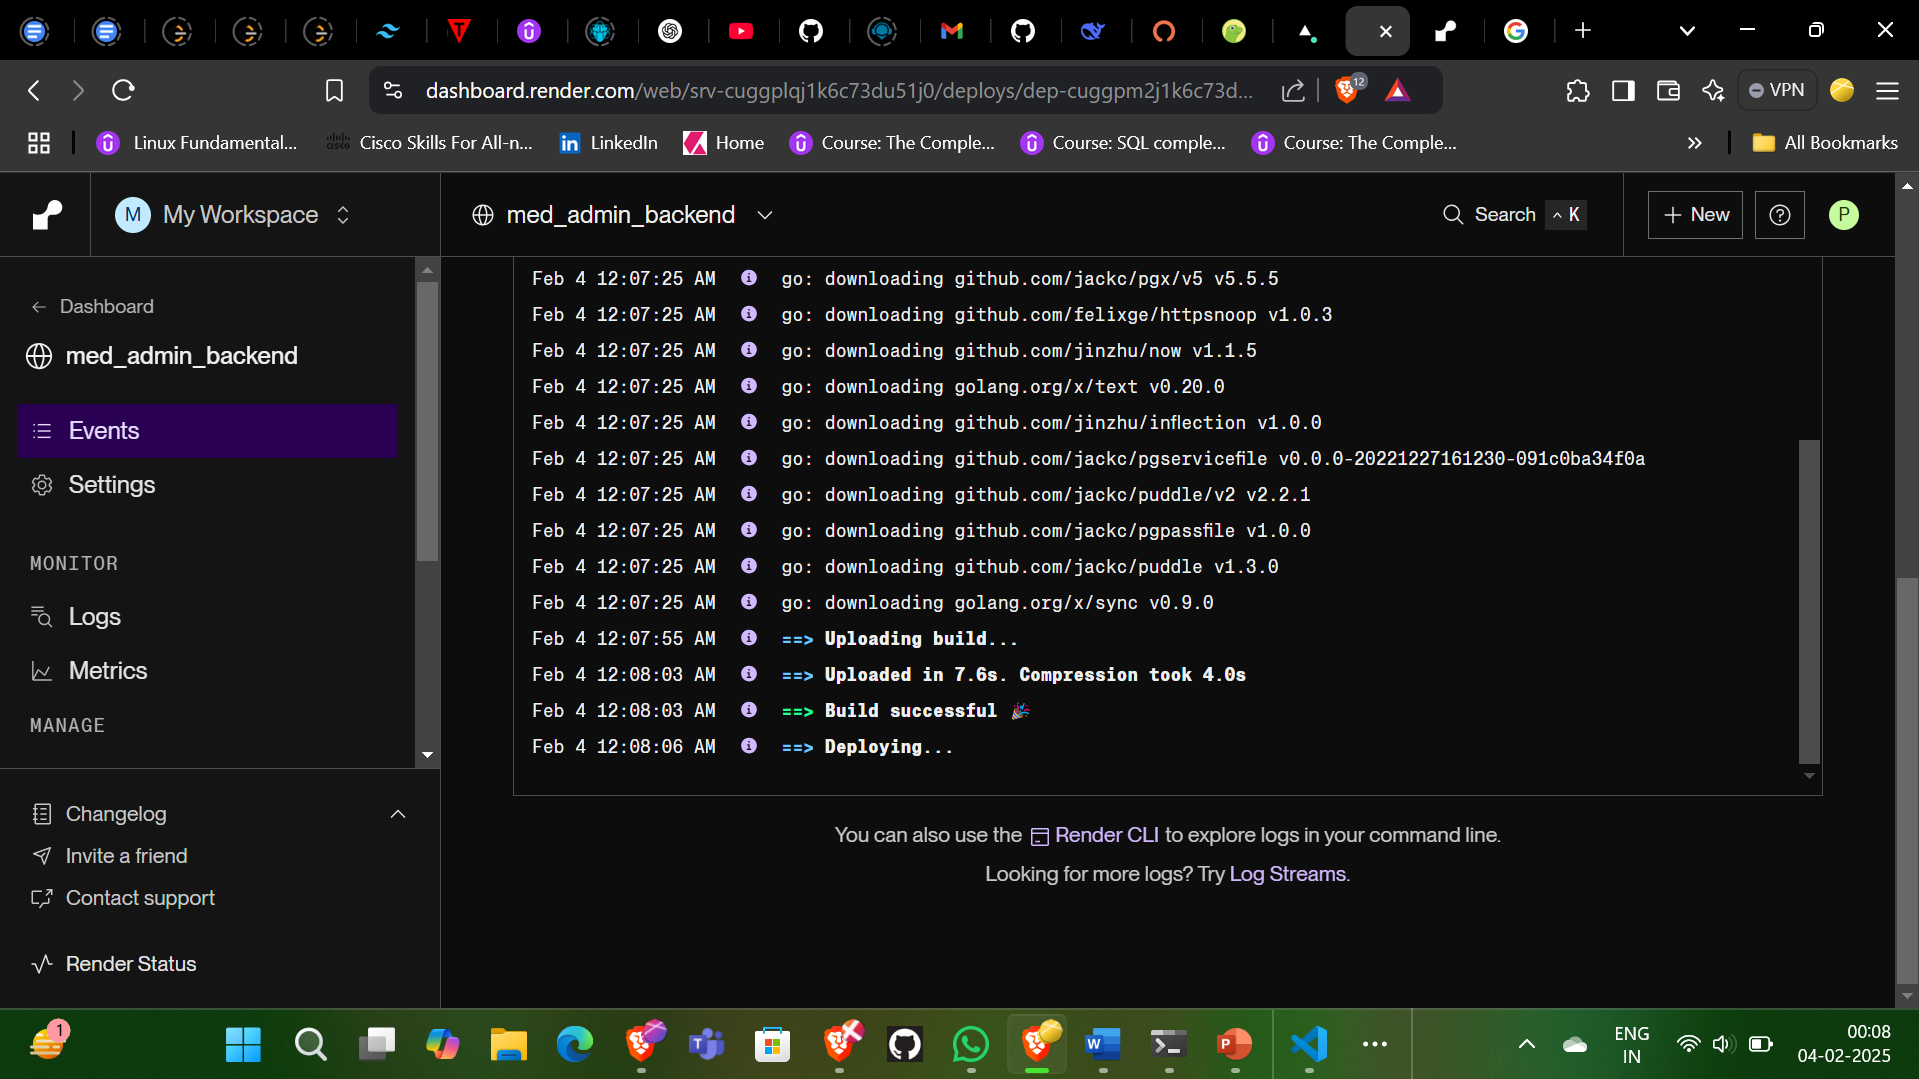 dashboard.render.com/web/srv-cuggplqj1k6c73du51j0/deploys/dep-cuggpm2j1k6c73d...
12
VPN
Linux Fundamental...
Cisco Skills For All-n...
LinkedIn
Home
Course: The Comple...
Course: SQL comple...
Course: The Comple...
All Bookmarks
M My Workspace
med_admin_backend
Search ^ K
+ New
P
← Dashboard
med_admin_backend
Events
Settings
MONITOR
Logs
Metrics
MANAGE
Changelog
Invite a friend
Contact support
Render Status
Feb 4 12:07:25 AM go: downloading github.com/jackc/pgx/v5 v5.5.5
Feb 4 12:07:25 AM go: downloading github.com/felixge/httpsnoop v1.0.3
Feb 4 12:07:25 AM go: downloading github.com/jinzhu/now v1.1.5
Feb 4 12:07:25 AM go: downloading golang.org/x/text v0.20.0
Feb 4 12:07:25 AM go: downloading github.com/jinzhu/inflection v1.0.0
Feb 4 12:07:25 AM go: downloading github.com/jackc/pgservicefile v0.0.0-20221227161230-091c0ba34f0a
Feb 4 12:07:25 AM go: downloading github.com/jackc/puddle/v2 v2.2.1
Feb 4 12:07:25 AM go: downloading github.com/jackc/pgpassfile v1.0.0
Feb 4 12:07:25 AM go: downloading github.com/jackc/puddle v1.3.0
Feb 4 12:07:25 AM go: downloading golang.org/x/sync v0.9.0
Feb 4 12:07:55 AM ==> Uploading build...
Feb 4 12:08:03 AM ==> Uploaded in 7.6s. Compression took 4.0s
Feb 4 12:08:03 AM ==> Build successful 🎉
Feb 4 12:08:06 AM ==> Deploying...
You can also use the Render CLI to explore logs in your command line.
Looking for more logs? Try Log Streams.
1
ENG
IN
00:08
04-02-2025